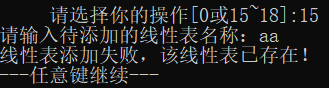 请选择你的操作[0或15~18]:15
请输入待添加的线性表名称：aa
线性表添加失败，该线性表已存在！
---任意键继续---